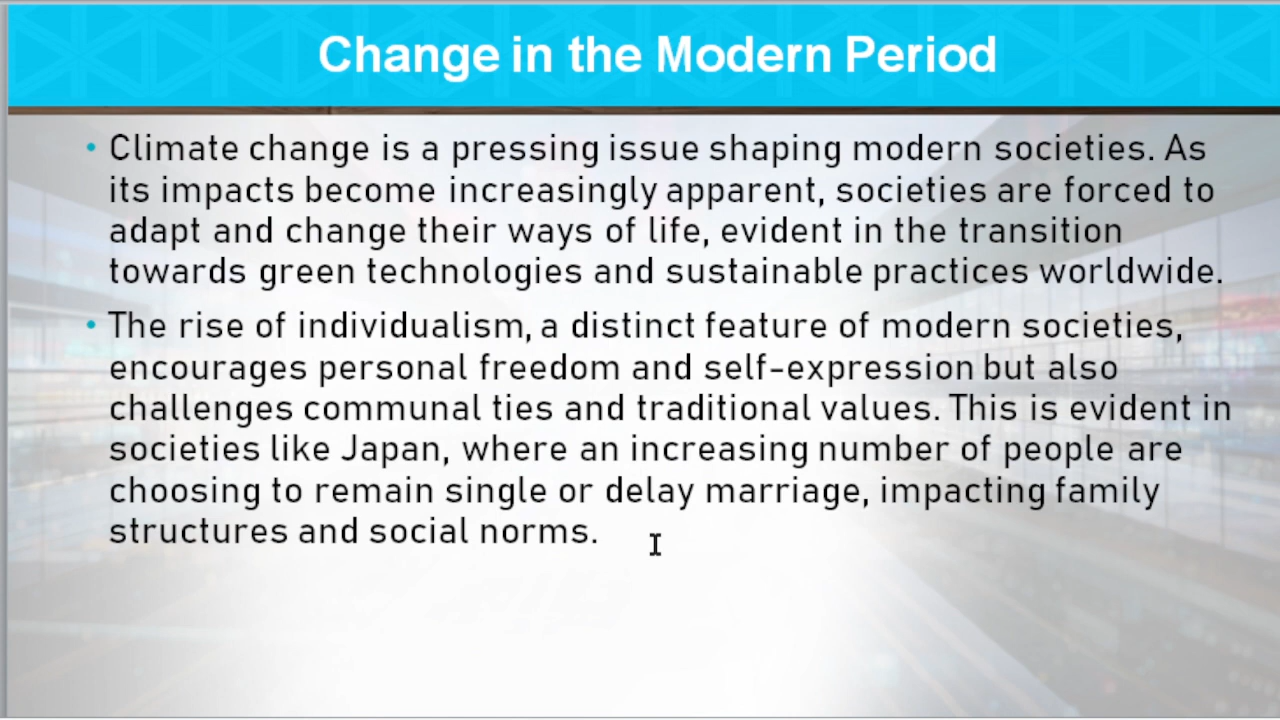 Change in the Modern Period
• Climate change is a pressing issue shaping modern societies. As
its impacts become increasingly apparent, societies are forced to
adapt and change their ways of life, evident in the transition
towards green technologies and sustainable practices worldwide.
• The rise of individualism, a distinct feature of modern societies,
encourages personal freedom and self-expression but also
challenges communal ties and traditional values. This is evident in
societies like Japan, where an increasing number of people are
choosing to remain single or delay marriage, impacting family
structures and social norms.